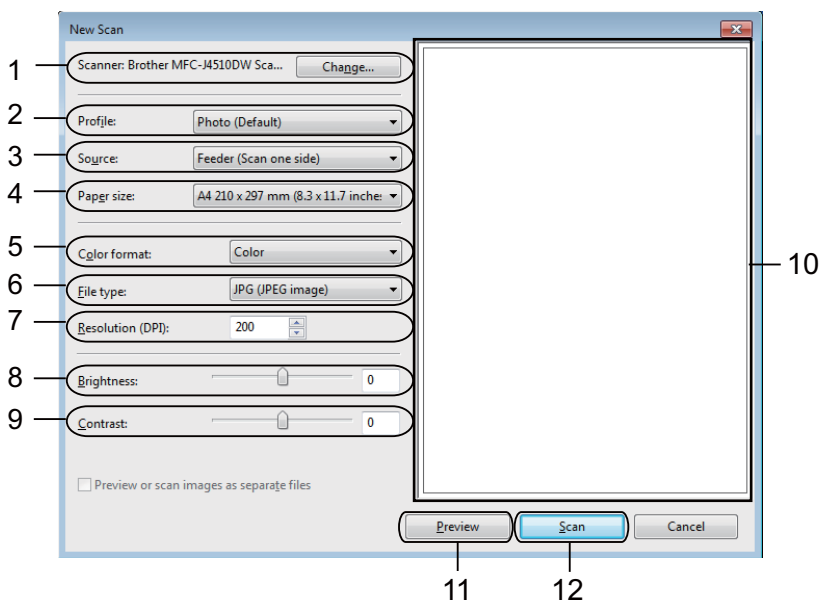 New Scan
1 Scanner: Brother MFC-J4510DW Sca... Change...
2 Profile: Photo (Default)
3 Source: Feeder (Scan one side)
4 Paper size: A4 210 x 297 mm (8.3 x 11.7 inche:
5 Color format: Color
10
6 File type: JPG (JPEG image)
7 Resolution (DPI): 200
8 Brightness: 0
9 Contrast: 0
Preview or scan images as separate files
Preview Scan Cancel
11 12